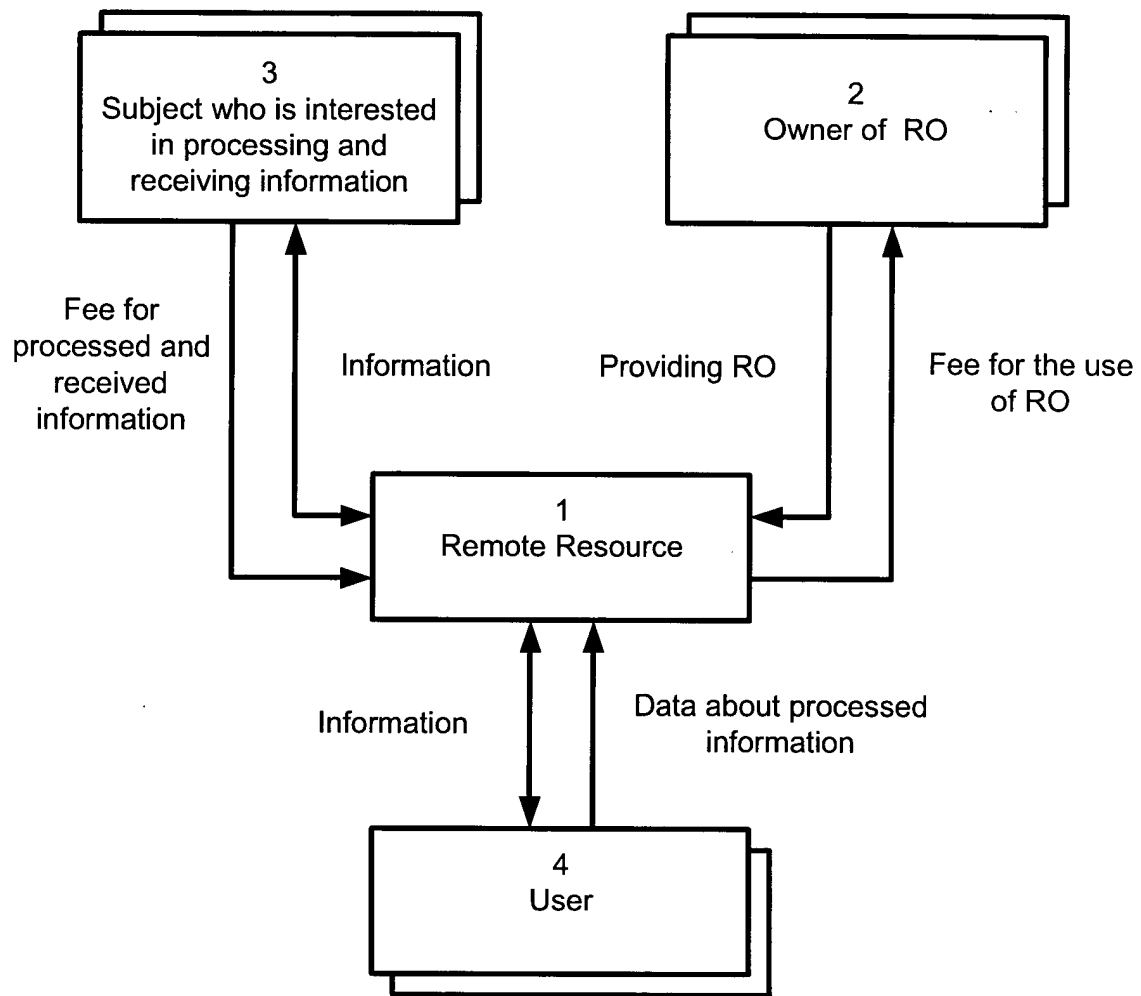 3
Subject who is interested
in processing and
receiving information
2
Owner of RO
Fee for
processed and
received
information
Information
Providing RO
Fee for the use
of RO
1
Remote Resource
Information
Data about processed
information
4
User